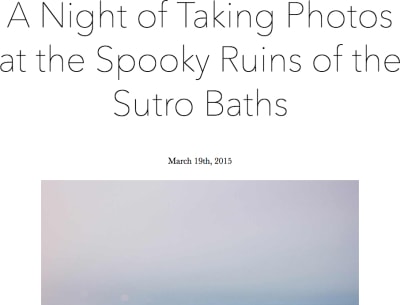 A Night of Taking Photos
at the Spooky Ruins of the
Sutro Baths
March 19th, 2015